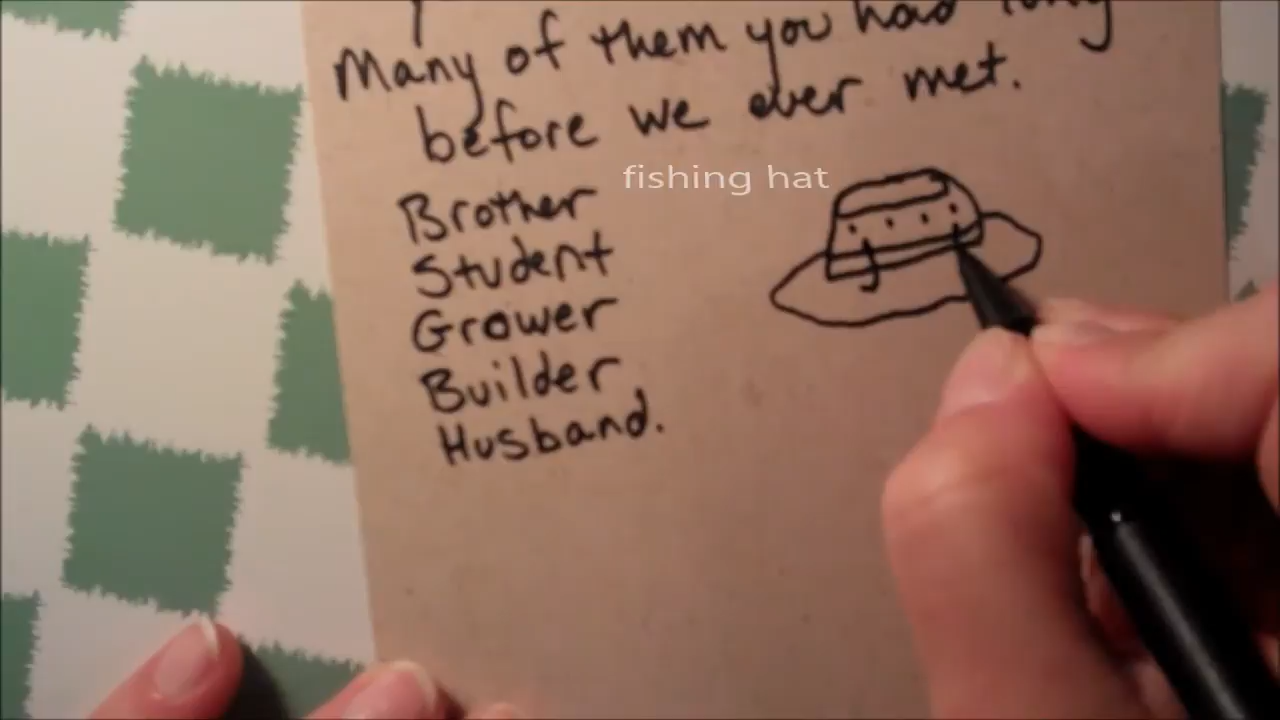 Many of them you had long
before we ever met.
fishing hat
Brother
Student
Grower
Builder
Husband.